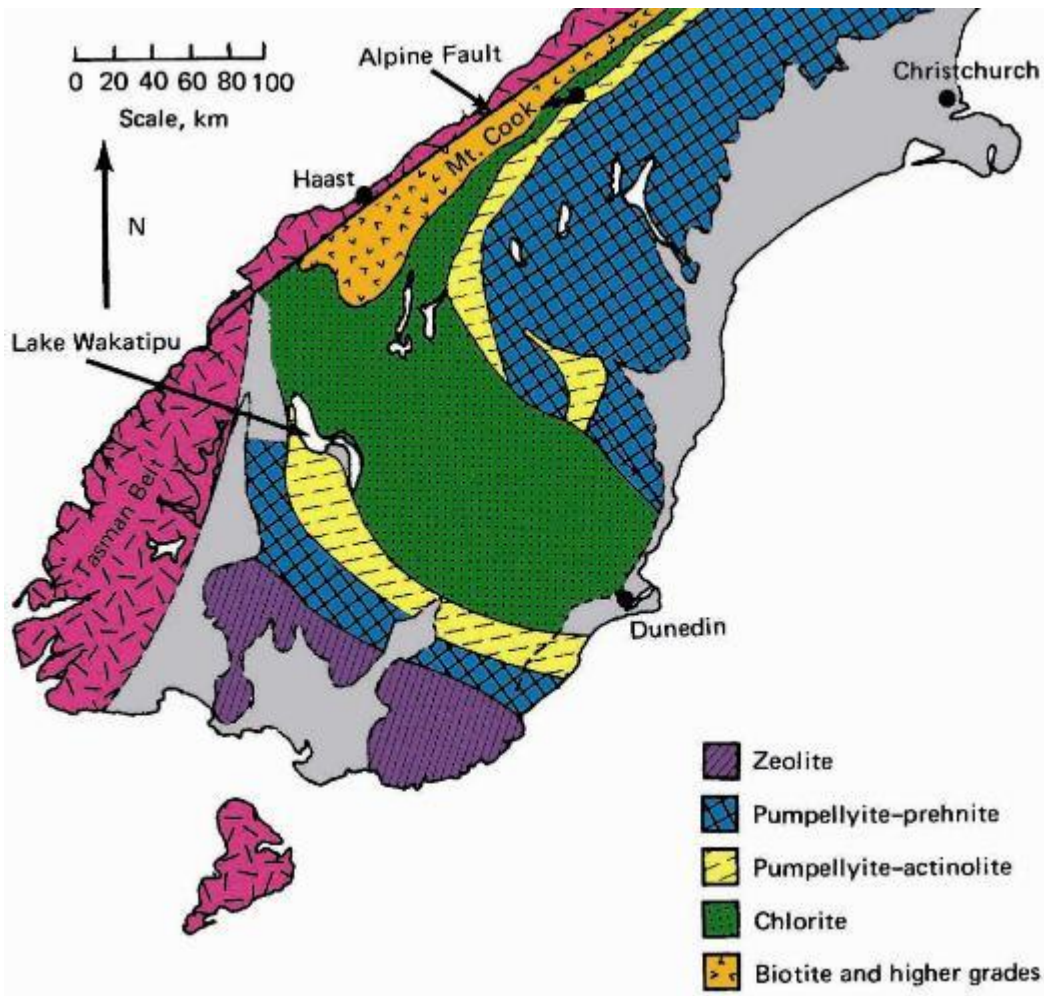 Alpine Fault
Christchurch
0 20 40 60 80 100
Scale, km
Mt. Cook
Haast
N
Lake Wakatipu
Tasman Belt
Dunedin
Zeolite
Pumpellyite-prehnite
Pumpellyite-actinolite
Chlorite
Biotite and higher grades